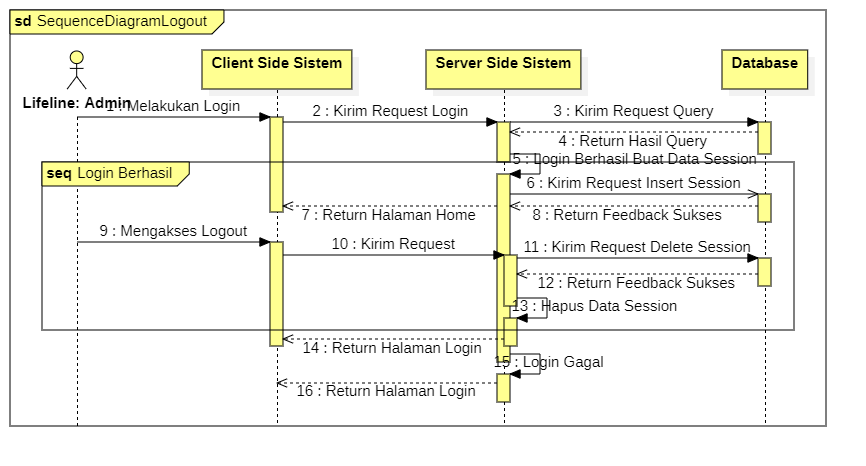 sd SequenceDiagramLogout
Client Side Sistem
Server Side Sistem
Database
Lifeline: Admin
1 : Melakukan Login
2 : Kirim Request Login
3 : Kirim Request Query
4 : Return Hasil Query
5 : Login Berhasil Buat Data Session
seq Login Berhasil
6 : Kirim Request Insert Session
7 : Return Halaman Home
8 : Return Feedback Sukses
9 : Mengakses Logout
10 : Kirim Request
11 : Kirim Request Delete Session
12 : Return Feedback Sukses
13 : Hapus Data Session
14 : Return Halaman Login
15 : Login Gagal
16 : Return Halaman Login